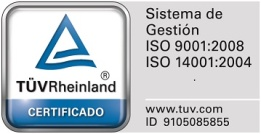 TÜVRheinland®
CERTIFICADO
Sistema de
Gestión
ISO 9001:2008
ISO 14001:2004
www.tuv.com
ID 9105085855